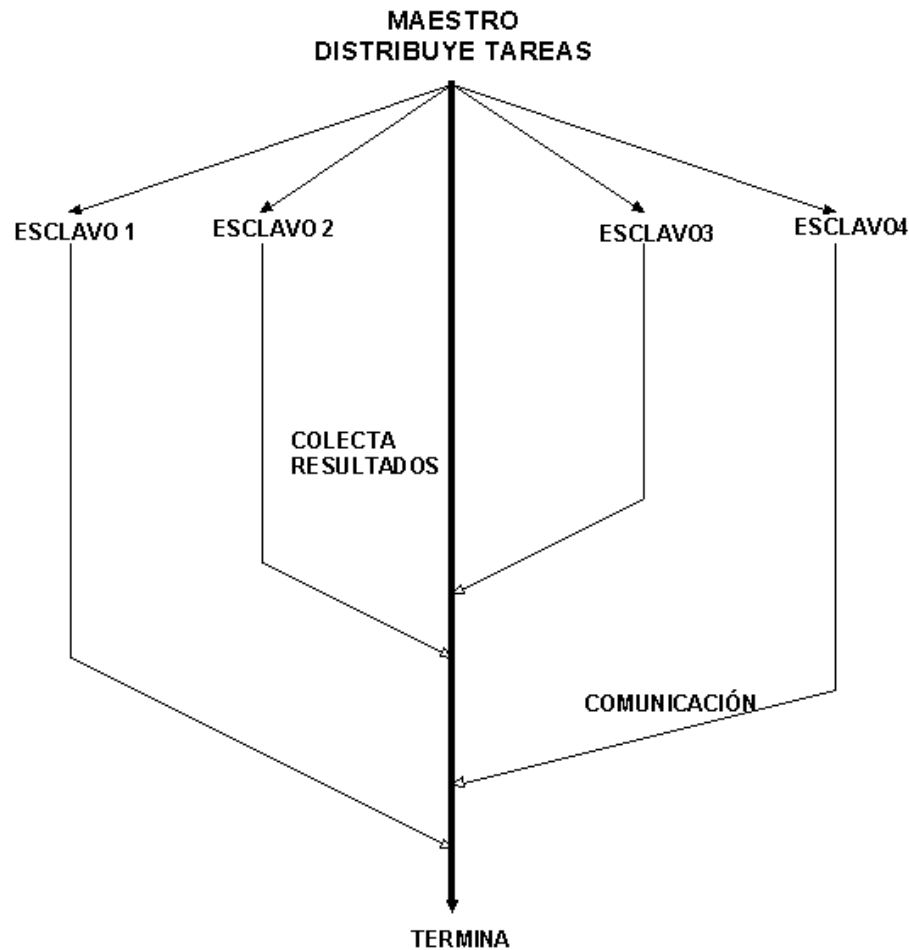 MAESTRO
DISTRIBUYE TAREAS
ESCLAVO 1
ESCLAVO 2
ESCLAVO3
ESCLAVO4
COLECTA
RESULTADOS
COMUNICACIÓN
TERMINA